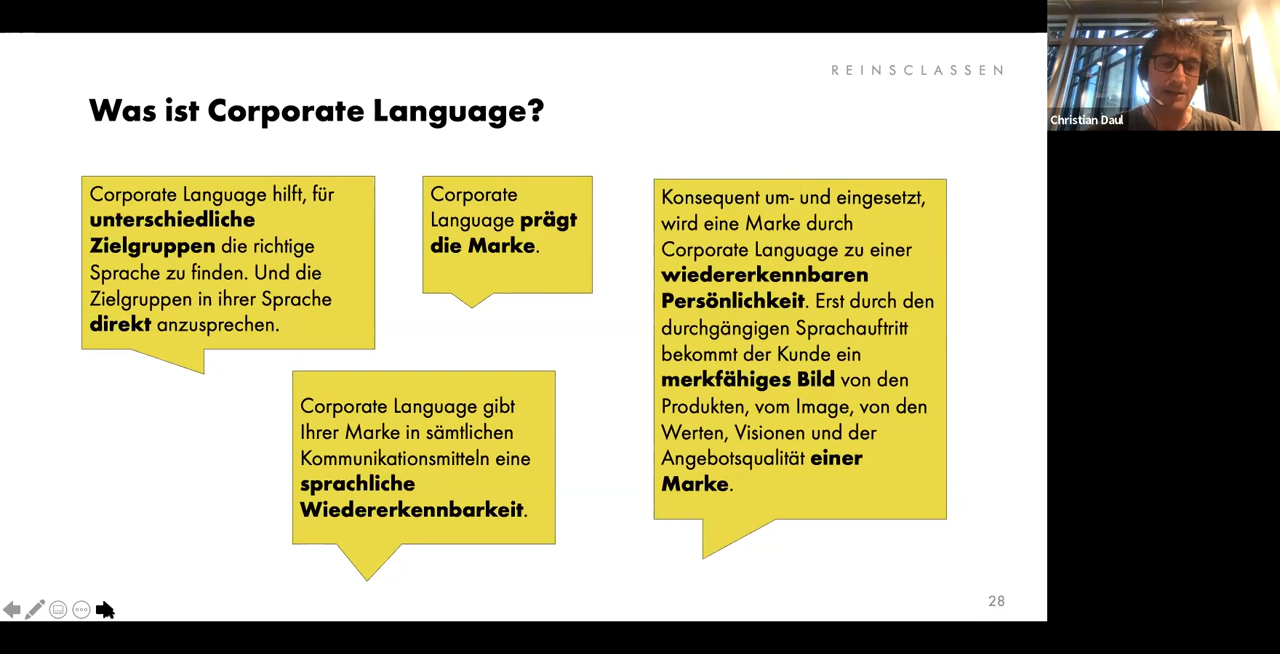 REINSCLASSEN
Was ist Corporate Language?
Corporate Language hilft, für
unterschiedliche
Zielgruppen die richtige
Sprache zu finden. Und die
Zielgruppen in ihrer Sprache
direkt anzusprechen.
Corporate
Language prägt
die Marke.
Corporate Language gibt
Ihrer Marke in sämtlichen
Kommunikationsmitteln eine
sprachliche
Wiedererkennbarkeit.
Konsequent um- und eingesetzt,
wird eine Marke durch
Corporate Language zu einer
wiedererkennbaren
Persönlichkeit. Erst durch den
durchgängigen Sprachauftritt
bekommt der Kunde ein
merkfähiges Bild von den
Produkten, vom Image, von den
Werten, Visionen und der
Angebotsqualität einer
Marke.
28
Christian Daul